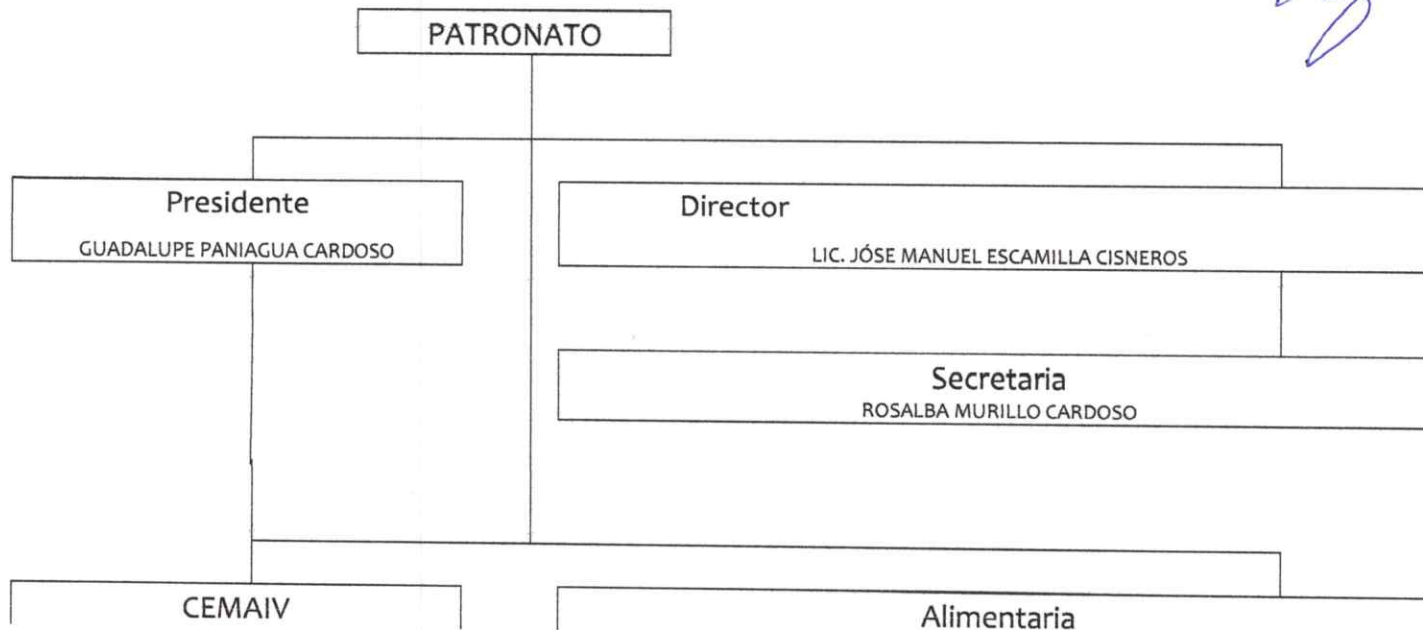 PATRONATO
Presidente
GUADALUPE PANIAGUA CARDOSO
Director
LIC. JÓSE MANUEL ESCAMILLA CISNEROS
Secretaria
ROSALBA MURILLO CARDOSO
CEMAIV
Alimentaria